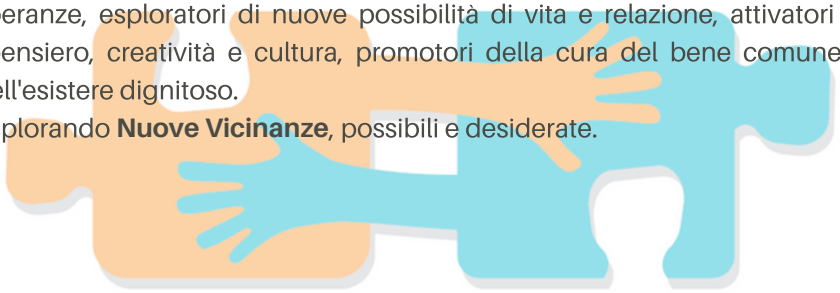 eranze, esploratori di nuove possibilità di vita e relazione, attivatori
ensiero, creatività e cultura, promotori della cura del bene comune
ell'esistere dignitoso.
plorando Nuove Vicinanze, possibili e desiderate.